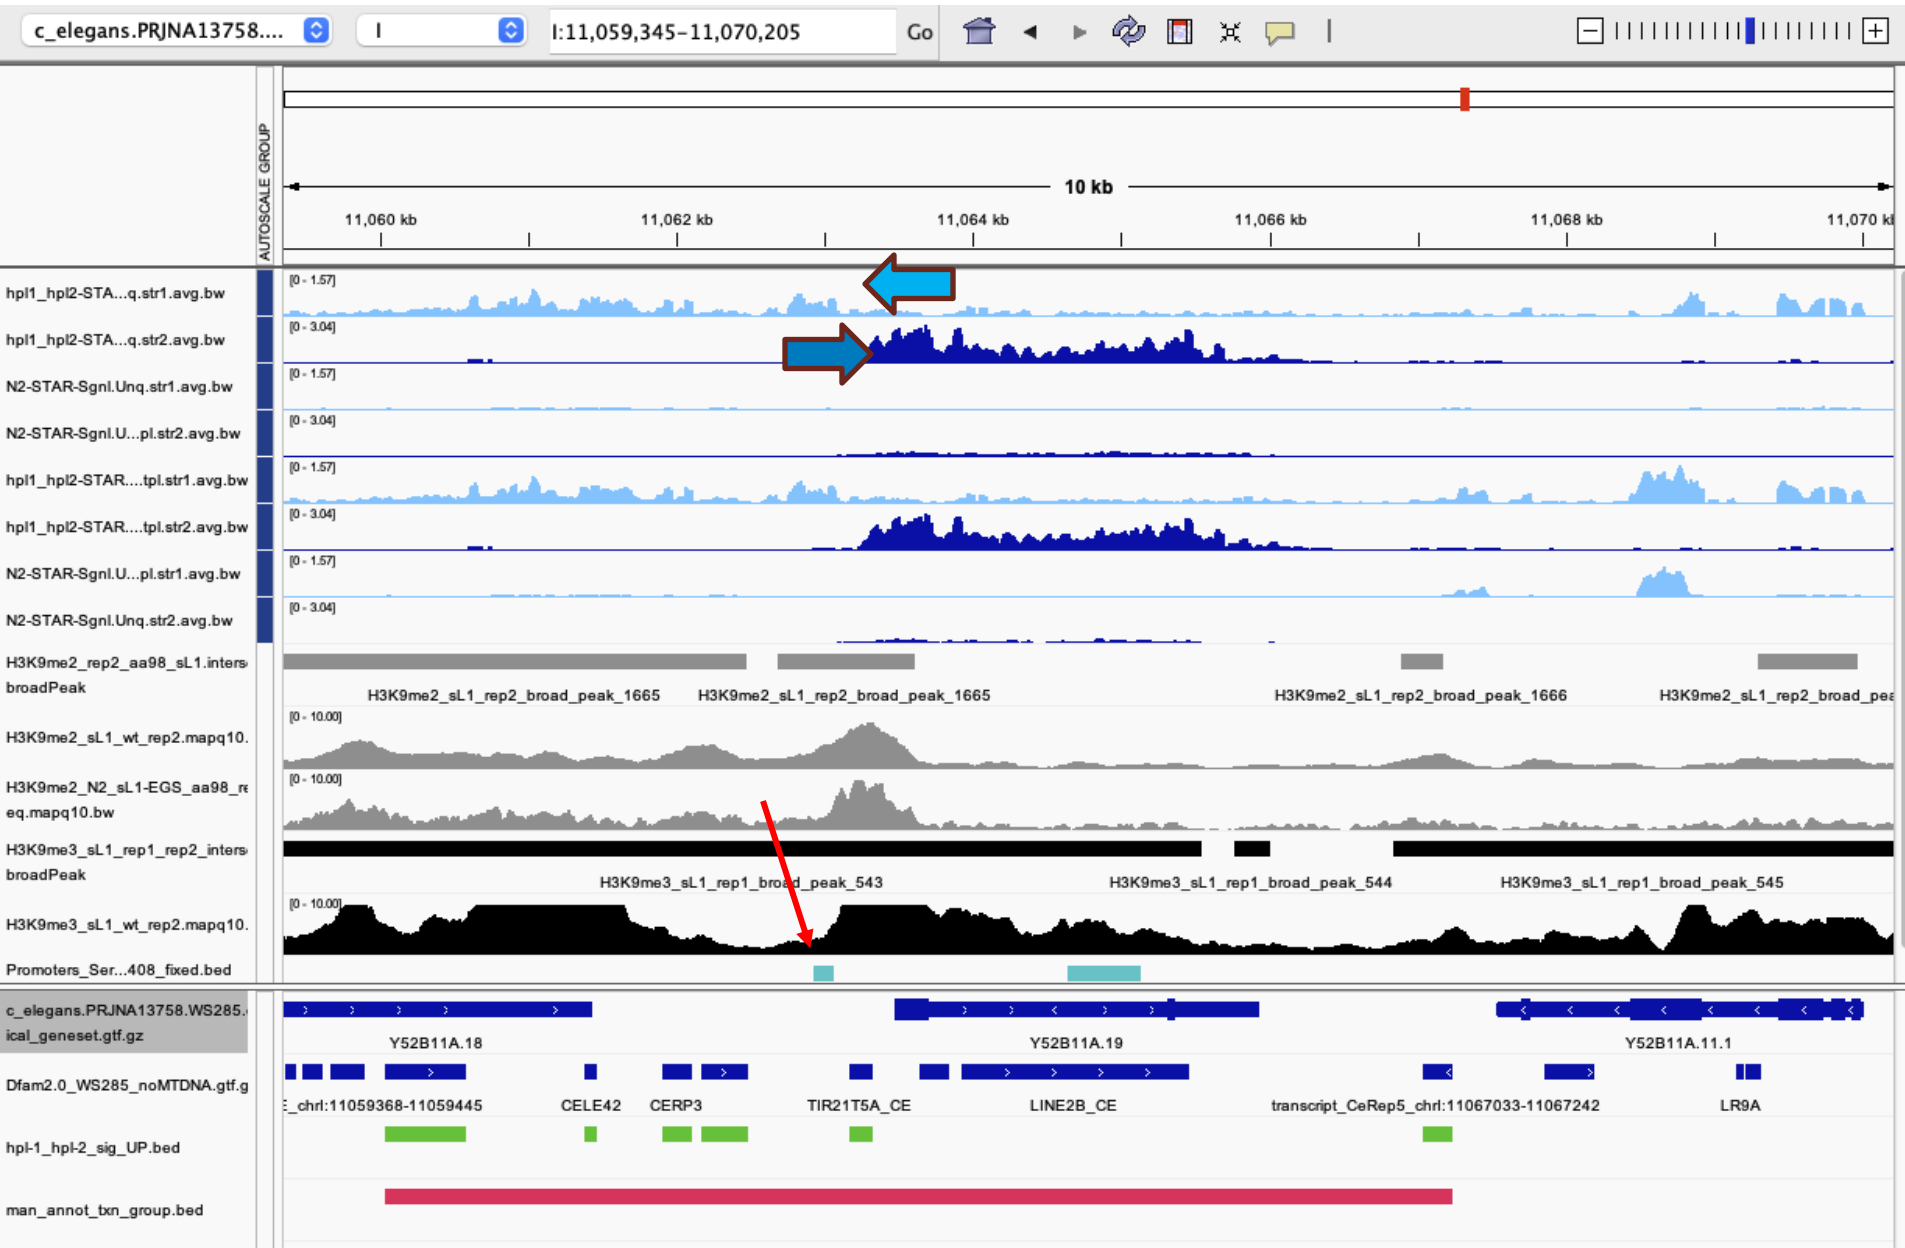 c_elegans.PRJNA13758.... I I:11,059,345-11,070,205 Go
AUTOSCALE GROUP
10 kb
11,060 kb 11,062 kb 11,064 kb 11,066 kb 11,068 kb 11,070 kb
[0 - 1.57]
hpl1_hpl2-STA...q.str1.avg.bw
[0 - 3.04]
hpl1_hpl2-STA...q.str2.avg.bw
[0 - 1.57]
N2-STAR-Sgnl.Unq.str1.avg.bw
[0 - 3.04]
N2-STAR-Sgnl.U...pl.str2.avg.bw
[0 - 1.57]
hpl1_hpl2-STAR....tpl.str1.avg.bw
[0 - 3.04]
hpl1_hpl2-STAR....tpl.str2.avg.bw
[0 - 1.57]
N2-STAR-Sgnl.U...pl.str1.avg.bw
[0 - 3.04]
N2-STAR-Sgnl.Unq.str2.avg.bw
H3K9me2_rep2_aa98_sL1.inters
broadPeak
H3K9me2_sL1_rep2_broad_peak_1665 H3K9me2_sL1_rep2_broad_peak_1665 H3K9me2_sL1_rep2_broad_peak_1666 H3K9me2_sL1_rep2_broad_pea
[0 - 10.00]
H3K9me2_sL1_wt_rep2.mapq10.
[0 - 10.00]
H3K9me2_N2_sL1-EGS_aa98_re
eq.mapq10.bw
H3K9me3_sL1_rep1_rep2_inters
broadPeak
H3K9me3_sL1_rep1_broad_peak_543 H3K9me3_sL1_rep1_broad_peak_544 H3K9me3_sL1_rep1_broad_peak_545
[0 - 10.00]
H3K9me3_sL1_wt_rep2.mapq10.
Promoters_Ser...408_fixed.bed
c_elegans.PRJNA13758.WS285.
ical_geneset.gtf.gz
Y52B11A.18 Y52B11A.19 Y52B11A.11.1
Dfam2.0_WS285_noMTDNA.gtf.g
E_chrI:11059368-11059445 CELE42 CERP3 TIR21T5A_CE LINE2B_CE transcript_CeRep5_chrI:11067033-11067242 LR9A
hpl-1_hpl-2_sig_UP.bed
man_annot_txn_group.bed